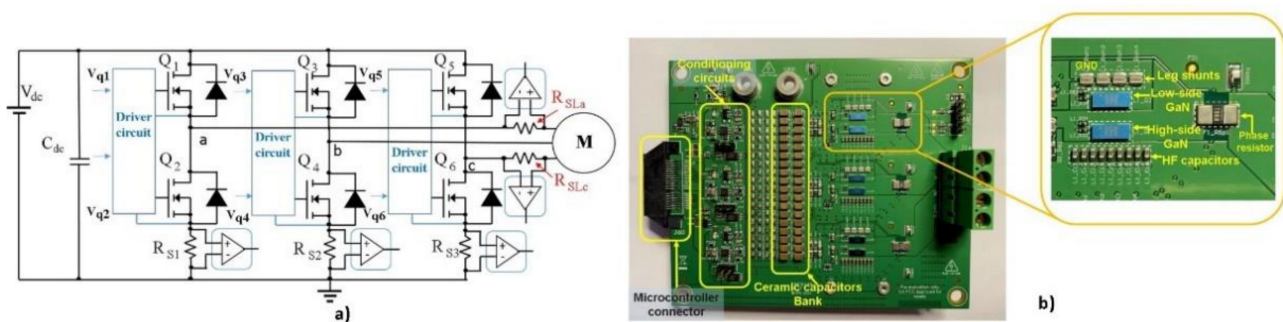 Vdc
Cdc
Vq1
Driver circuit
Q1
Vq3
Driver circuit
Q3
Vq5
Driver circuit
Q5
RSLa
M
a
b
c
Vq2
Q2
Vq4
Q4
Vq6
Q6
RSLc
RS1
RS2
RS3
a)
Conditioning
circuits
Ceramic capacitors
Bank
Microcontroller
connector
b)
GND
Leg shunts
Low-side
GaN
High-side
GaN
HF capacitors
Phase
resistor